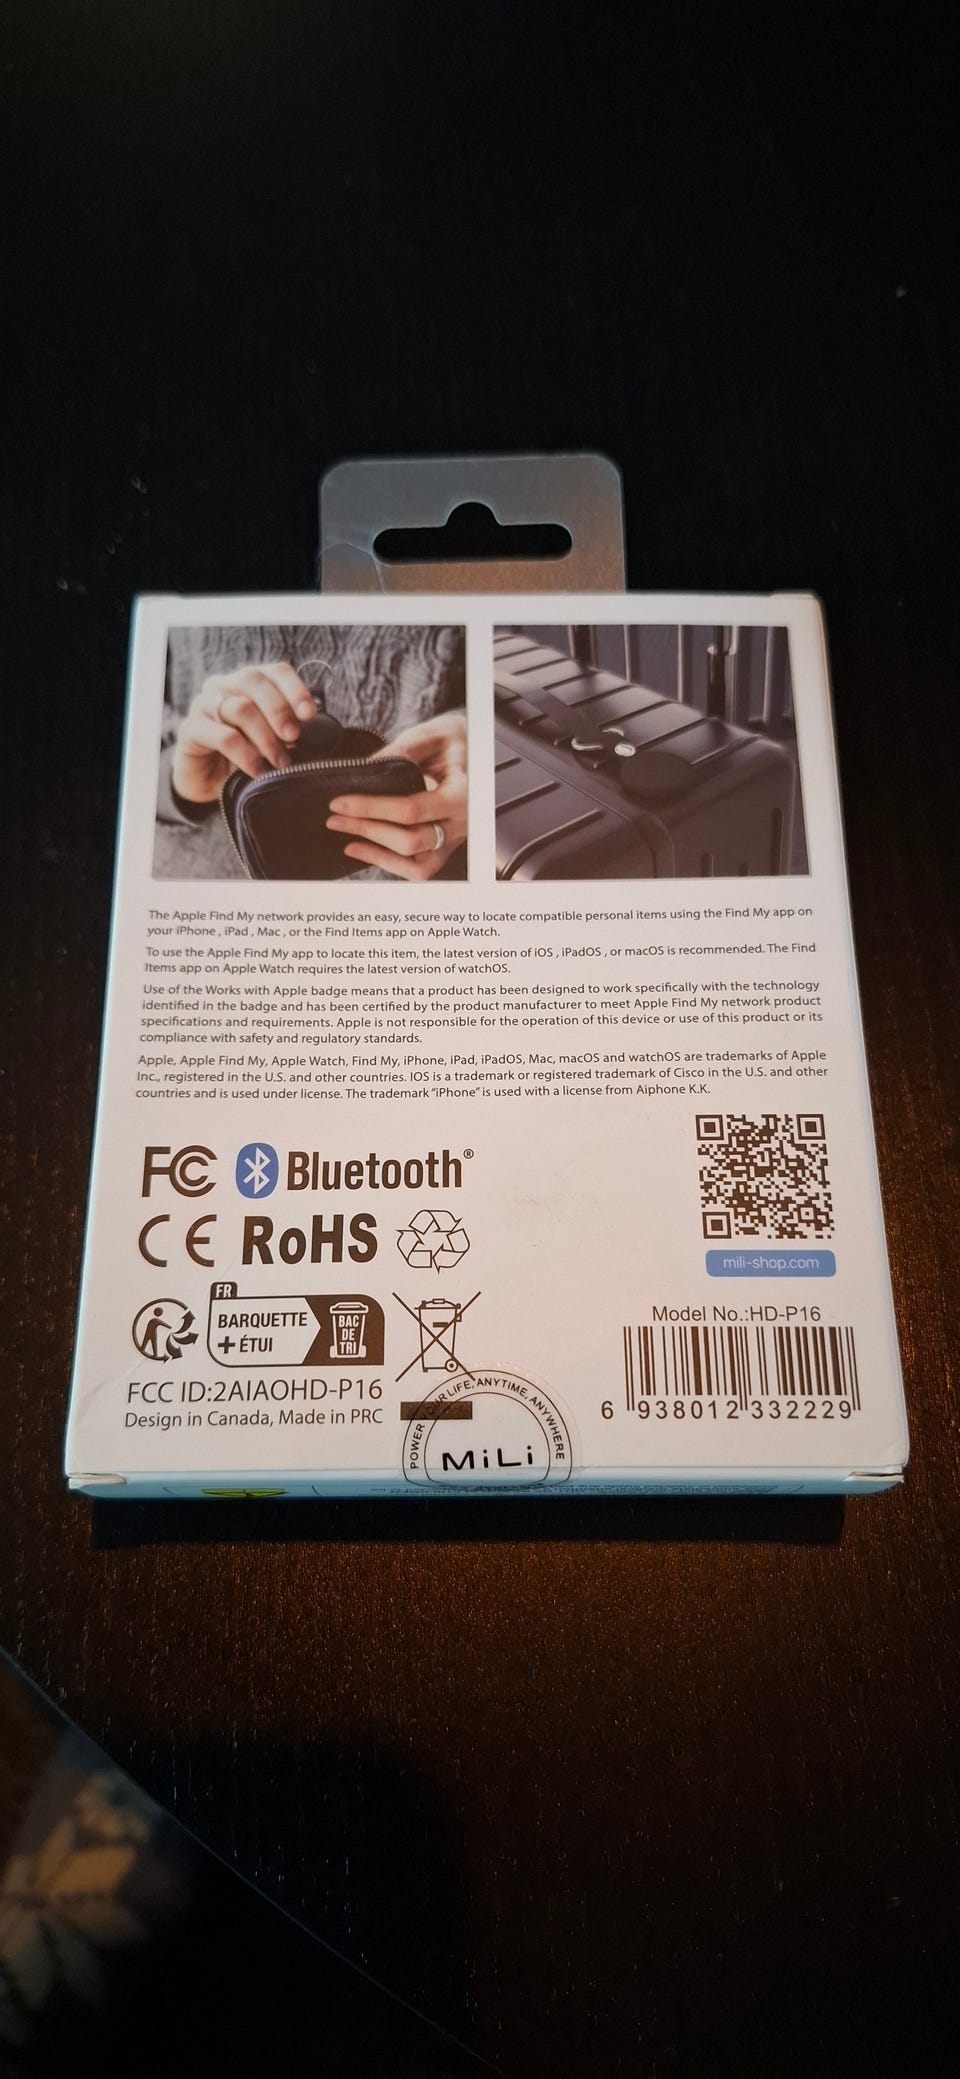 The Apple Find My network provides an easy, secure way to locate compatible personal items using the Find My app on
your iPhone , iPad , Mac , or the Find Items app on Apple Watch.
To use the Apple Find My app to locate this item, the latest version of iOS , iPadOS , or macOS is recommended. The Find
Items app on Apple Watch requires the latest version of watchOS.
Use of the Works with Apple badge means that a product has been designed to work specifically with the technology
identified in the badge and has been certified by the product manufacturer to meet Apple Find My network product
specifications and requirements. Apple is not responsible for the operation of this device or use of this product or its
compliance with safety and regulatory standards.
Apple, Apple Find My, Apple Watch, Find My, iPhone, iPad, iPadOS, Mac, macOS and watchOS are trademarks of Apple
Inc., registered in the U.S. and other countries. IOS is a trademark or registered trademark of Cisco in the U.S. and other
countries and is used under license. The trademark "iPhone" is used with a license from Aiphone K.K.
FC Bluetooth®
CE RoHS
mili-shop.com
FR
BARQUETTE
+ ÉTUI
BAC
DE
TRI
Model No.:HD-P16
6 938012 332229
FCC ID:2AIAOHD-P16
Design in Canada, Made in PRC
POWER YOUR LIFE, ANYTIME, ANYWHERE
MiLi